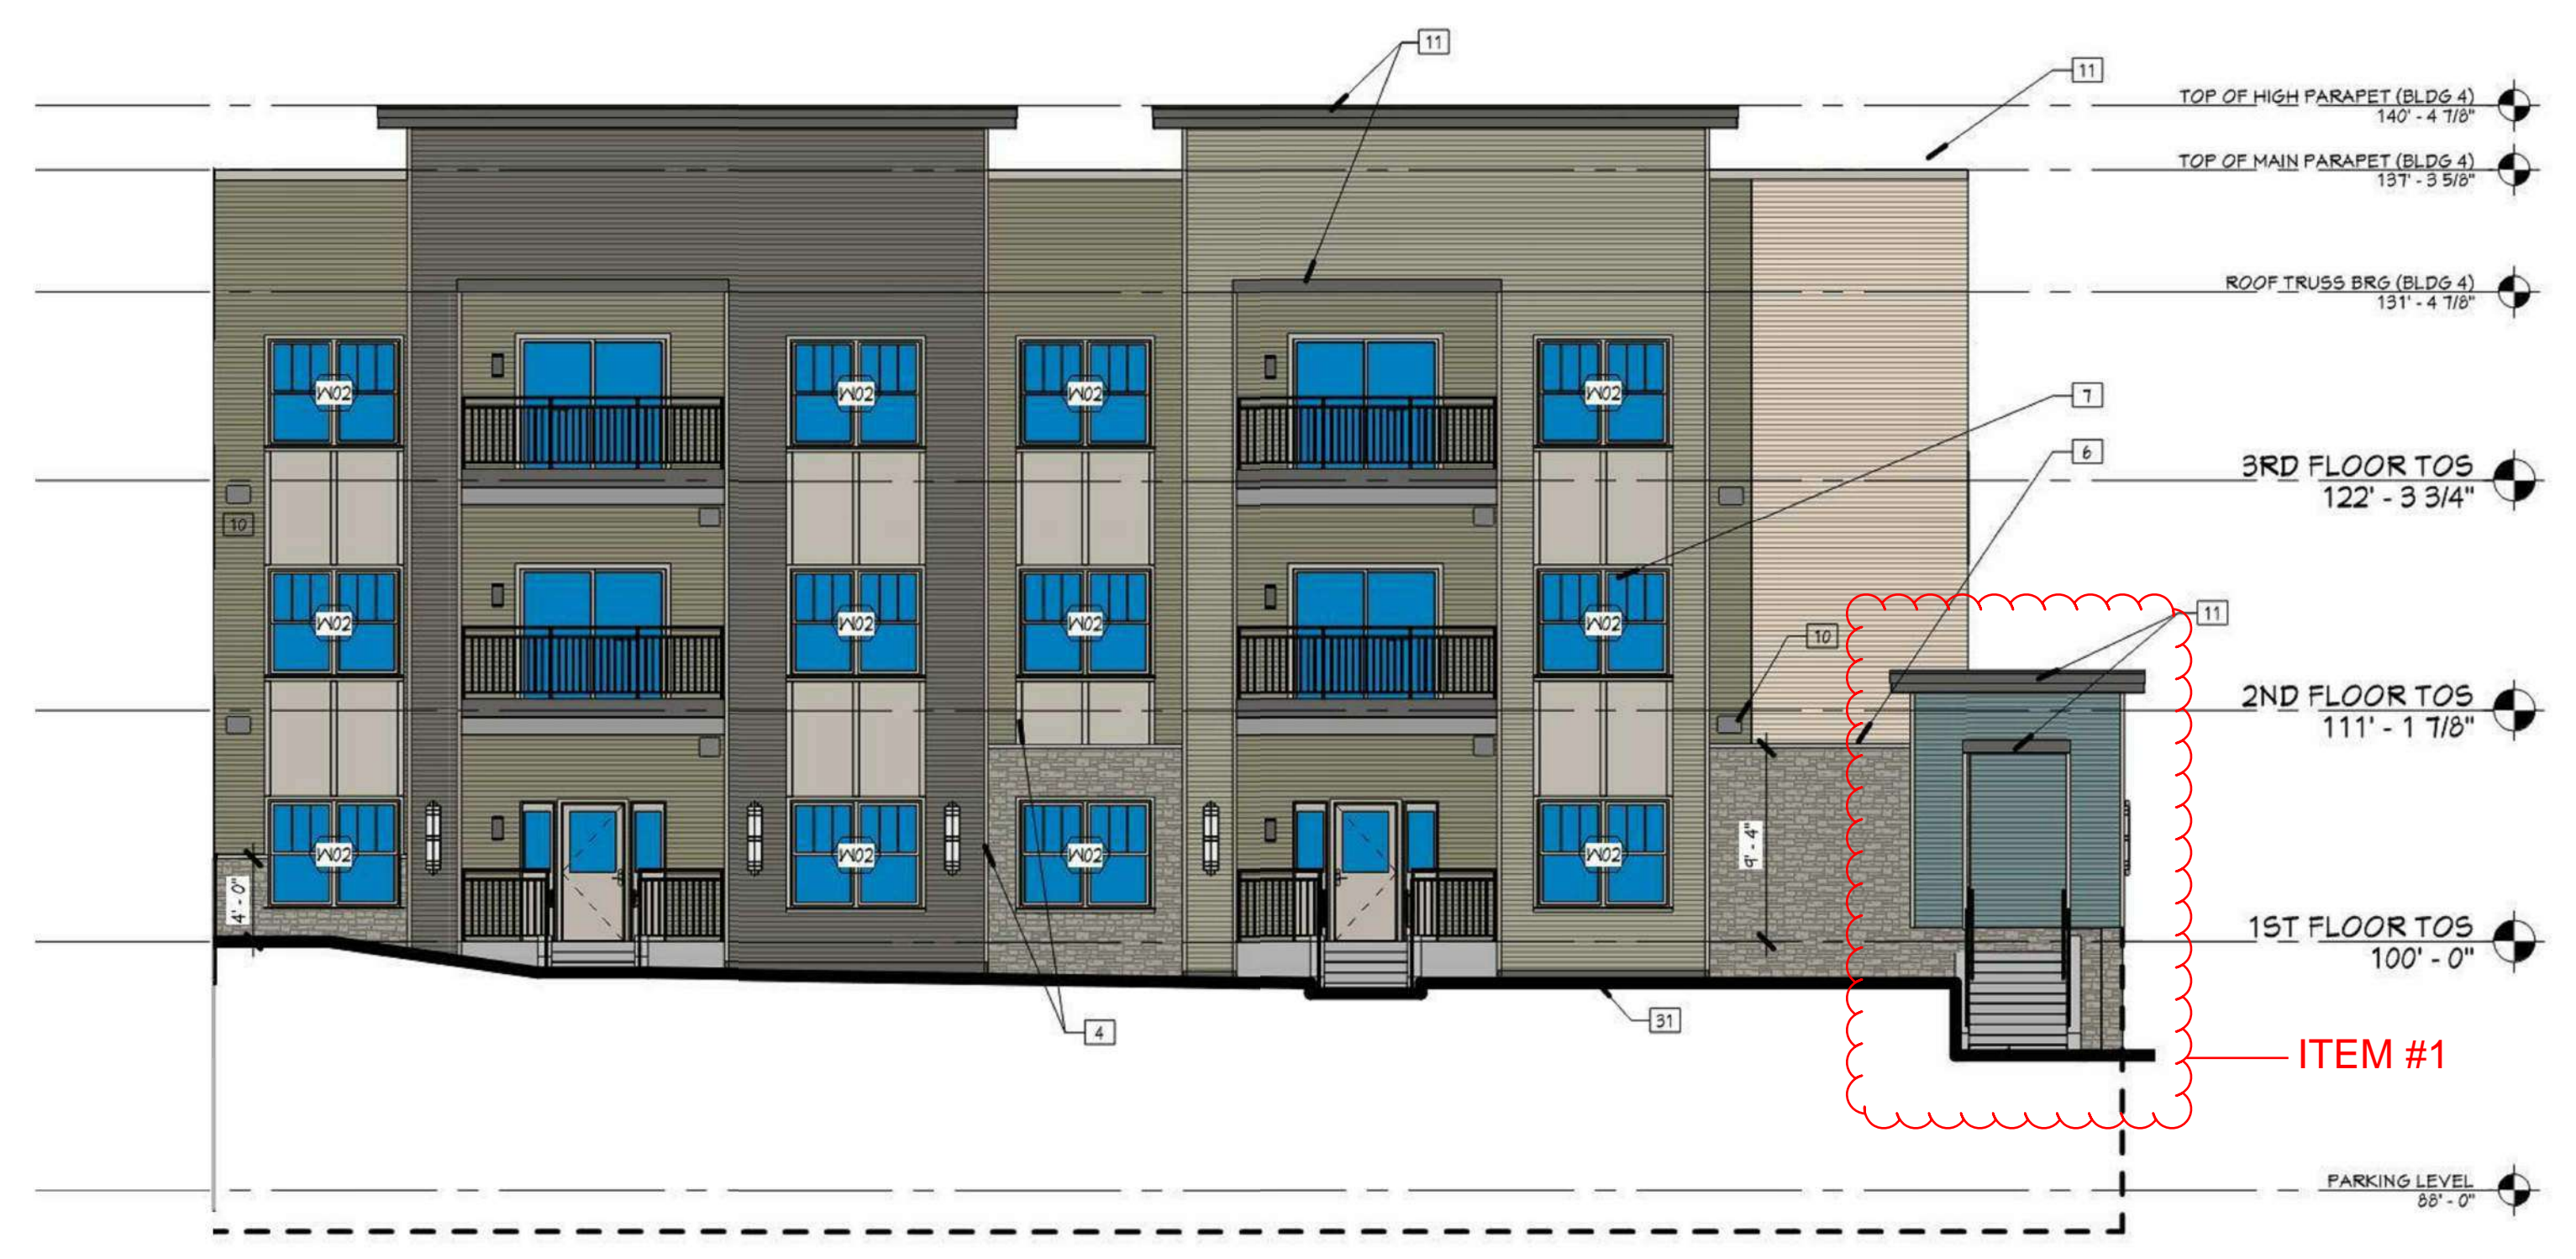 11
11
TOP OF HIGH PARAPET (BLDG 4)
140' - 4 7/8"
TOP OF MAIN PARAPET (BLDG 4)
137' - 3 5/8"
ROOF TRUSS BRG (BLDG 4)
131' - 4 7/8"
W02
W02
W02
W02
7
6
3RD FLOOR TOS
122' - 3 3/4"
10
W02
W02
W02
W02
11
10
2ND FLOOR TOS
111' - 1 7/8"
W02
W02
W02
W02
9' - 4"
4' - 0"
1ST FLOOR TOS
100' - 0"
31
4
ITEM #1
PARKING LEVEL
88' - 0"